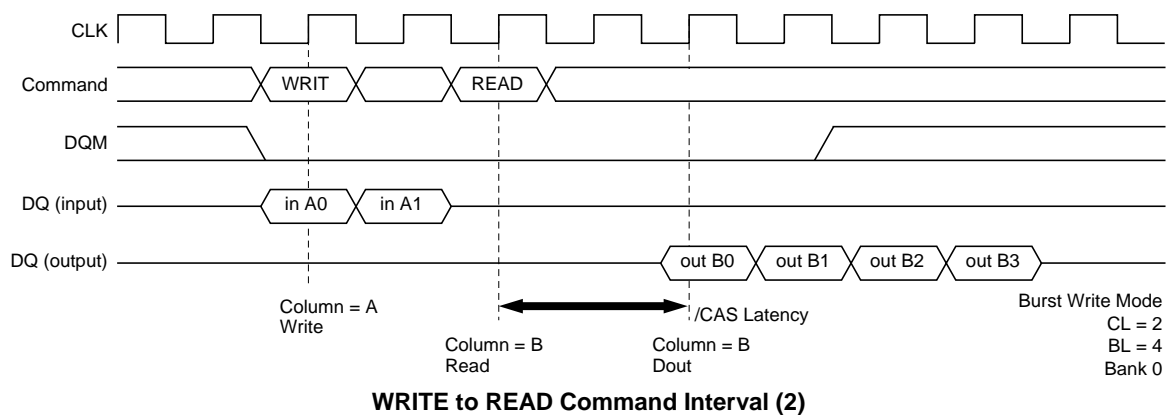 CLK
Command
WRIT
READ
DQM
DQ (input)
in A0
in A1
DQ (output)
out B0
out B1
out B2
out B3
Column = A
Write
/CAS Latency
Column = B
Read
Column = B
Dout
Burst Write Mode
CL = 2
BL = 4
Bank 0
WRITE to READ Command Interval (2)